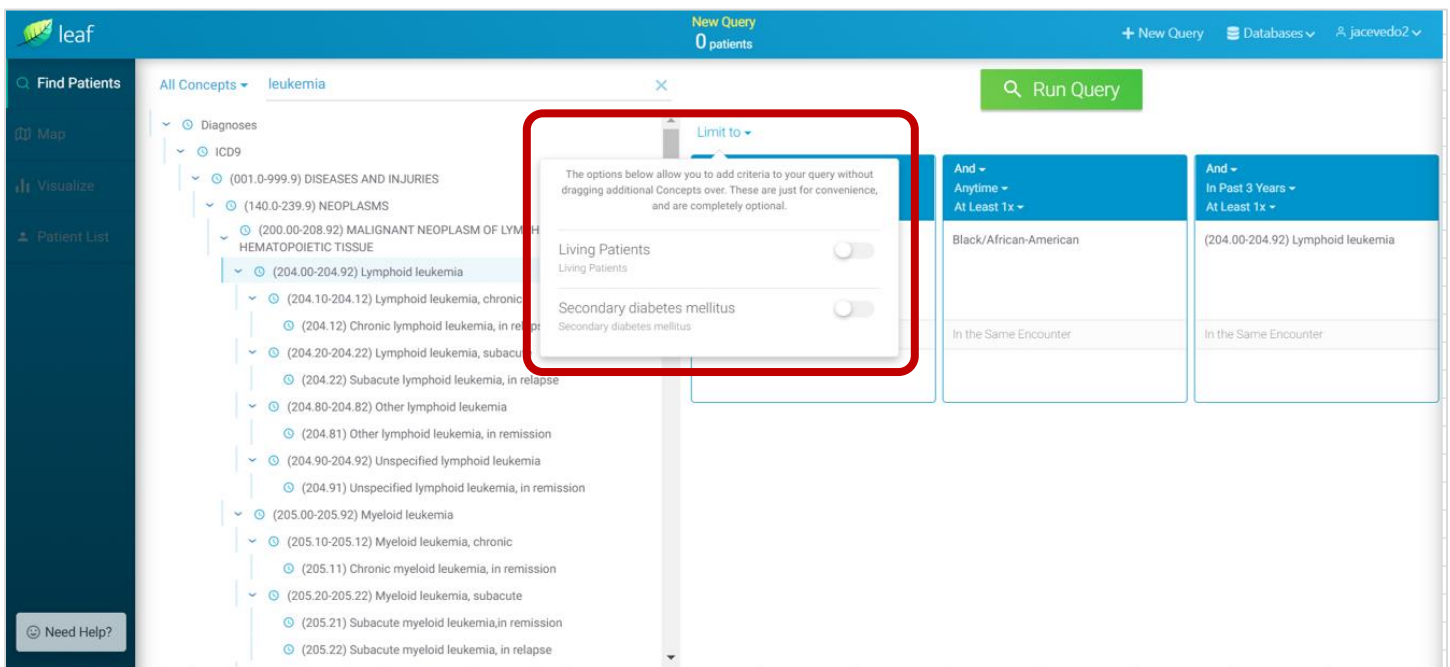 leaf
New Query
0 patients
+ New Query
Databases
jacevedo2
Find Patients
Map
Visualize
Patient List
Need Help?
All Concepts
leukemia
Diagnoses
ICD9
(001.0-999.9) DISEASES AND INJURIES
(140.0-239.9) NEOPLASMS
(200.00-208.92) MALIGNANT NEOPLASM OF
HEMATOPOIETIC TISSUE
(204.00-204.92) Lymphoid leukemia
(204.10-204.12) Lymphoid leukemia, chronic
(204.12) Chronic lymphoid leukemia, in
(204.20-204.22) Lymphoid leukemia,
(204.22) Subacute lymphoid leukemia, in relapse
(204.80-204.82) Other lymphoid leukemia
(204.81) Other lymphoid leukemia, in remission
(204.90-204.92) Unspecified lymphoid leukemia
(204.91) Unspecified lymphoid leukemia, in remission
(205.00-205.92) Myeloid leukemia
(205.10-205.12) Myeloid leukemia, chronic
(205.11) Chronic myeloid leukemia, in remission
(205.20-205.22) Myeloid leukemia, subacute
(205.21) Subacute myeloid leukemia,in remission
(205.22) Subacute myeloid leukemia, in relapse
Run Query
Limit to
The options below allow you to add criteria to your query without
dragging additional Concepts over. These are just for convenience,
and are completely optional.
Living Patients
Living Patients
Secondary diabetes mellitus
Secondary diabetes mellitus
And
Anytime
At Least 1x
Black/African-American
In the Same Encounter
And
In Past 3 Years
At Least 1x
(204.00-204.92) Lymphoid leukemia
In the Same Encounter